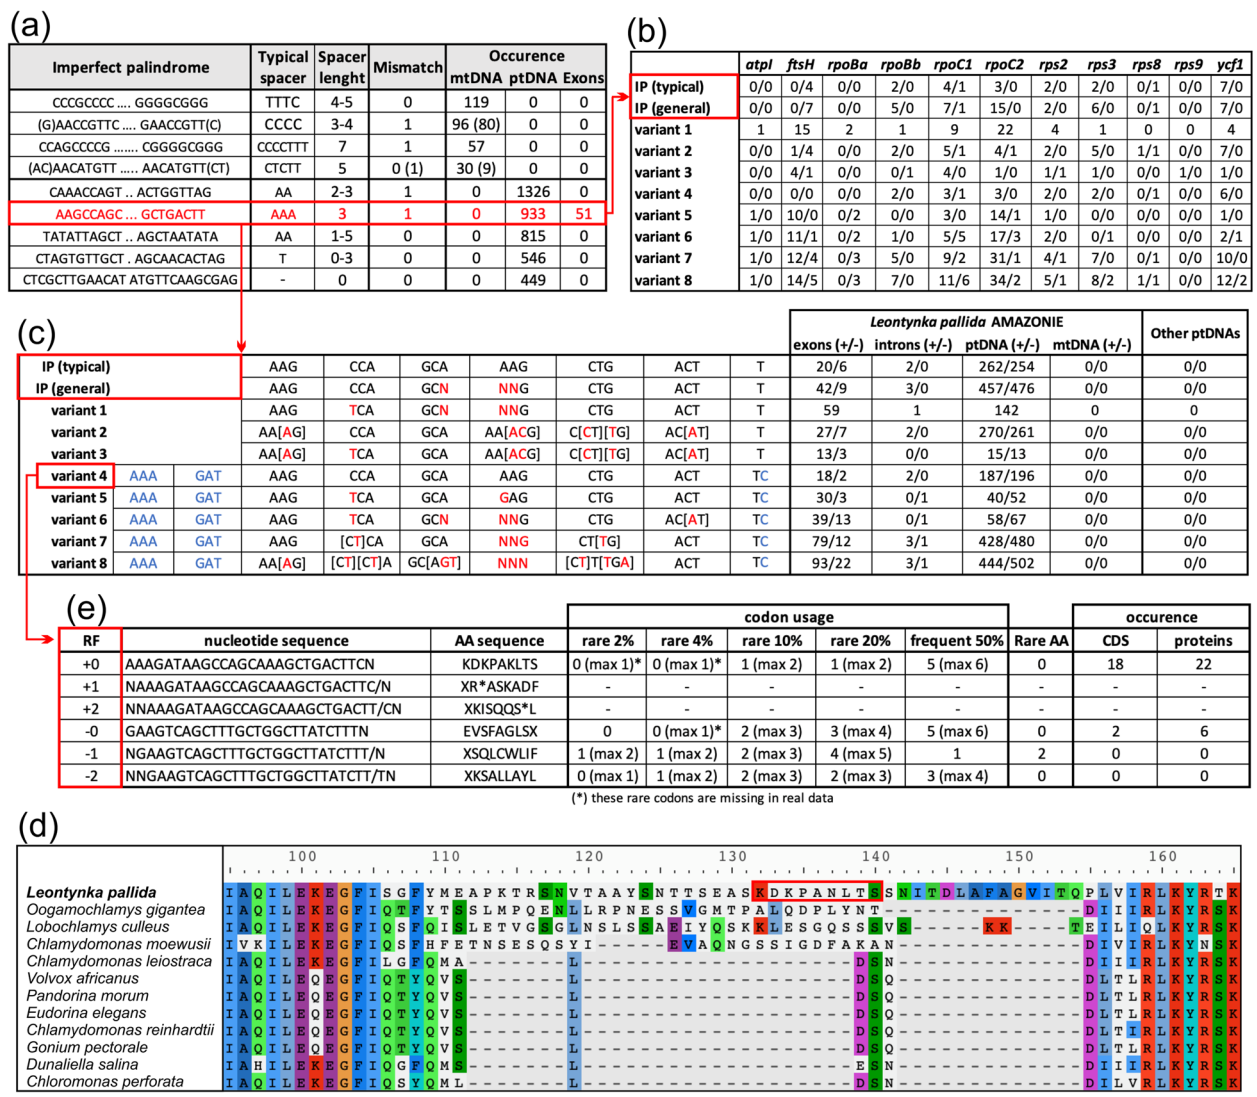 (a)
Imperfect palindrome	Typical spacer	Spacer lenght	Mismatch	Occurence
mtDNA	ptDNA	Exons
CCCGCCCC .... GGGGCGGG	TTTC	4-5	0	119	0	0
(G)AACCGTTC .... GAACCGTT(C)	CCCC	3-4	1	96 (80)	0	0
CCAGCCCCG ....... CGGGGCGGG	CCCCTTT	7	1	57	0	0
(AC)AACATGTT ..... AACATGTT(CT)	CTCTT	5	0 (1)	30 (9)	0	0
CAAACCAGT .. ACTGGTTAG	AA	2-3	1	0	1326	0
AAGCCAGC ... GCTGACTT	AAA	3	1	0	933	51
TATATTAGCT .. AGCTAATATA	AA	1-5	0	0	815	0
CTAGTGTTGCT . AGCAACACTAG	T	0-3	0	0	546	0
CTCGCTTGAACAT ATGTTCAAGCGAG	-	0	0	0	449	0
(b)
atpI	ftsH	rpoBa	rpoBb	rpoC1	rpoC2	rps2	rps3	rps8	rps9	ycf1
IP (typical)	0/0	0/4	0/0	2/0	4/1	3/0	2/0	2/0	0/1	0/0	7/0
IP (general)	0/0	0/7	0/0	5/0	7/1	15/0	2/0	6/0	0/1	0/0	7/0
variant 1	1	15	2	1	9	22	4	1	0	0	4
variant 2	0/0	1/4	0/0	2/0	5/1	4/1	2/0	5/0	1/1	0/0	7/0
variant 3	0/0	4/1	0/0	0/1	4/0	1/0	1/1	1/0	0/0	1/0	1/0
variant 4	0/0	0/0	0/0	2/0	3/1	3/0	2/0	2/0	0/1	0/0	6/0
variant 5	1/0	10/0	0/2	0/0	3/0	14/1	1/0	0/0	0/0	0/0	1/0
variant 6	1/0	11/1	0/2	1/0	5/5	17/3	2/0	0/1	0/0	0/0	2/1
variant 7	1/0	12/4	0/3	5/0	9/2	31/1	4/1	7/0	0/1	0/0	10/0
variant 8	1/0	14/5	0/3	7/0	11/6	34/2	5/1	8/2	1/1	0/0	12/2
(c)
Leontynka pallida AMAZONIE	Other ptDNAs
exons (+/-)	introns (+/-)	ptDNA (+/-)	mtDNA (+/-)
IP (typical)	AAG	CCA	GCA	AAG	CTG	ACT	T	20/6	2/0	262/254	0/0	0/0
IP (general)	AAG	CCA	GCN	NNG	CTG	ACT	T	42/9	3/0	457/476	0/0	0/0
variant 1	AAG	TCA	GCN	NNG	CTG	ACT	T	59	1	142	0	0
variant 2	AA[AG]	CCA	GCA	AA[ACG]	C[CT][TG]	AC[AT]	T	27/7	2/0	270/261	0/0	0/0
variant 3	AA[AG]	TCA	GCA	AA[ACG]	C[CT][TG]	AC[AT]	T	13/3	0/0	15/13	0/0	0/0
variant 4	AAA	GAT	AAG	CCA	GCA	AAG	CTG	ACT	TC	18/2	2/0	187/196	0/0	0/0
variant 5	AAA	GAT	AAG	TCA	GCA	GAG	CTG	ACT	TC	30/3	0/1	40/52	0/0	0/0
variant 6	AAA	GAT	AAG	TCA	GCN	NNG	CTG	AC[AT]	TC	39/13	0/1	58/67	0/0	0/0
variant 7	AAA	GAT	AAG	[CT]CA	GCA	NNG	CT[TG]	ACT	TC	79/12	3/1	428/480	0/0	0/0
variant 8	AAA	GAT	AA[AG]	[CT][CT]A	GC[AGT]	NNN	[CT]T[TGA]	ACT	TC	93/22	3/1	444/502	0/0	0/0
(e)
codon usage	occurence
RF	nucleotide sequence	AA sequence	rare 2%	rare 4%	rare 10%	rare 20%	frequent 50%	Rare AA	CDS	proteins
+0	AAAGATAAGCCAGCAAAGCTGACTTCN	KDKPAKLTS	0 (max 1)*	0 (max 1)*	1 (max 2)	1 (max 2)	5 (max 6)	0	18	22
+1	NAAAGATAAGCCAGCAAAGCTGACTTC/N	XR*ASKADF	-	-	-	-	-	-	-	-
+2	NNAAAGATAAGCCAGCAAAGCTGACTT/CN	XKISQQS*L	-	-	-	-	-	-	-	-
-0	GAAGTCAGCTTTGCTGGCTTATCTTTN	EVSFAGLSX	0	0 (max 1)*	2 (max 3)	3 (max 4)	5 (max 6)	0	2	6
-1	NGAAGTCAGCTTTGCTGGCTTATCTTT/N	XSQLCWLIF	1 (max 2)	1 (max 2)	2 (max 3)	4 (max 5)	1	2	0	0
-2	NNGAAGTCAGCTTTGCTGGCTTATCTT/TN	XKSALLAYL	0 (max 1)	1 (max 2)	2 (max 3)	2 (max 3)	3 (max 4)	0	0	0
(*) these rare codons are missing in real data
(d)
100	110	120	130	140	150	160
Leontynka pallida	IAQILEKEGFISGFYMEAPKTRSNVTAAYSNTTSEASKDKPANLTSSNITDLAFAGVITQPLVIRLKYRTK
Oogamochlamys gigantea	IAQILEKEGFIQTFYTSSLMPQENLLRPNESSVGMTPALQDPLYNT--------------DIIIRLKYRSK
Lobochlamys culleus	IAQILEKEGFIQSFQISLETVGSGLNSLSSAEIYQSKKLESGQSSSVS-----KK----TEILIQLKYRSK
Chlamydomonas moewusii	IVKILEKEGFIQSFHFETNSESQSYI-----EVAQNGSSIGDFAKAN-------------DIVIRLKYNSK
Chlamydomonas leiostraca	IAQILEKEGFILGFQMA-------L-------------------DSN-------------DIIIRLKYRSK
Volvox africanus	IAQILEQEGFIQTYQVS-------L-------------------DSQ-------------DLTLRLKYRSK
Pandorina morum	IAQILEQEGFIQTYQVS-------L-------------------DSQ-------------DLTLRLKYRSK
Eudorina elegans	IAQILEQEGFIQTYQVS-------L-------------------DSQ-------------DLTLRLKYRSK
Chlamydomonas reinhardtii	IAQILEQEGFIQTYQVS-------L-------------------DSQ-------------DLTIRLKYRSK
Gonium pectorale	IAQILEQEGFIQTYQVS-------L-------------------DSQ-------------DLTLRLKYRSK
Dunaliella salina	IAHILEKEGFIQGFQMS-------L-------------------ESN-------------DIIIRLKYRSK
Chloromonas perforata	IAQILEKEGFIQSYQML-------L-------------------DSN-------------DILVRLKYRSK